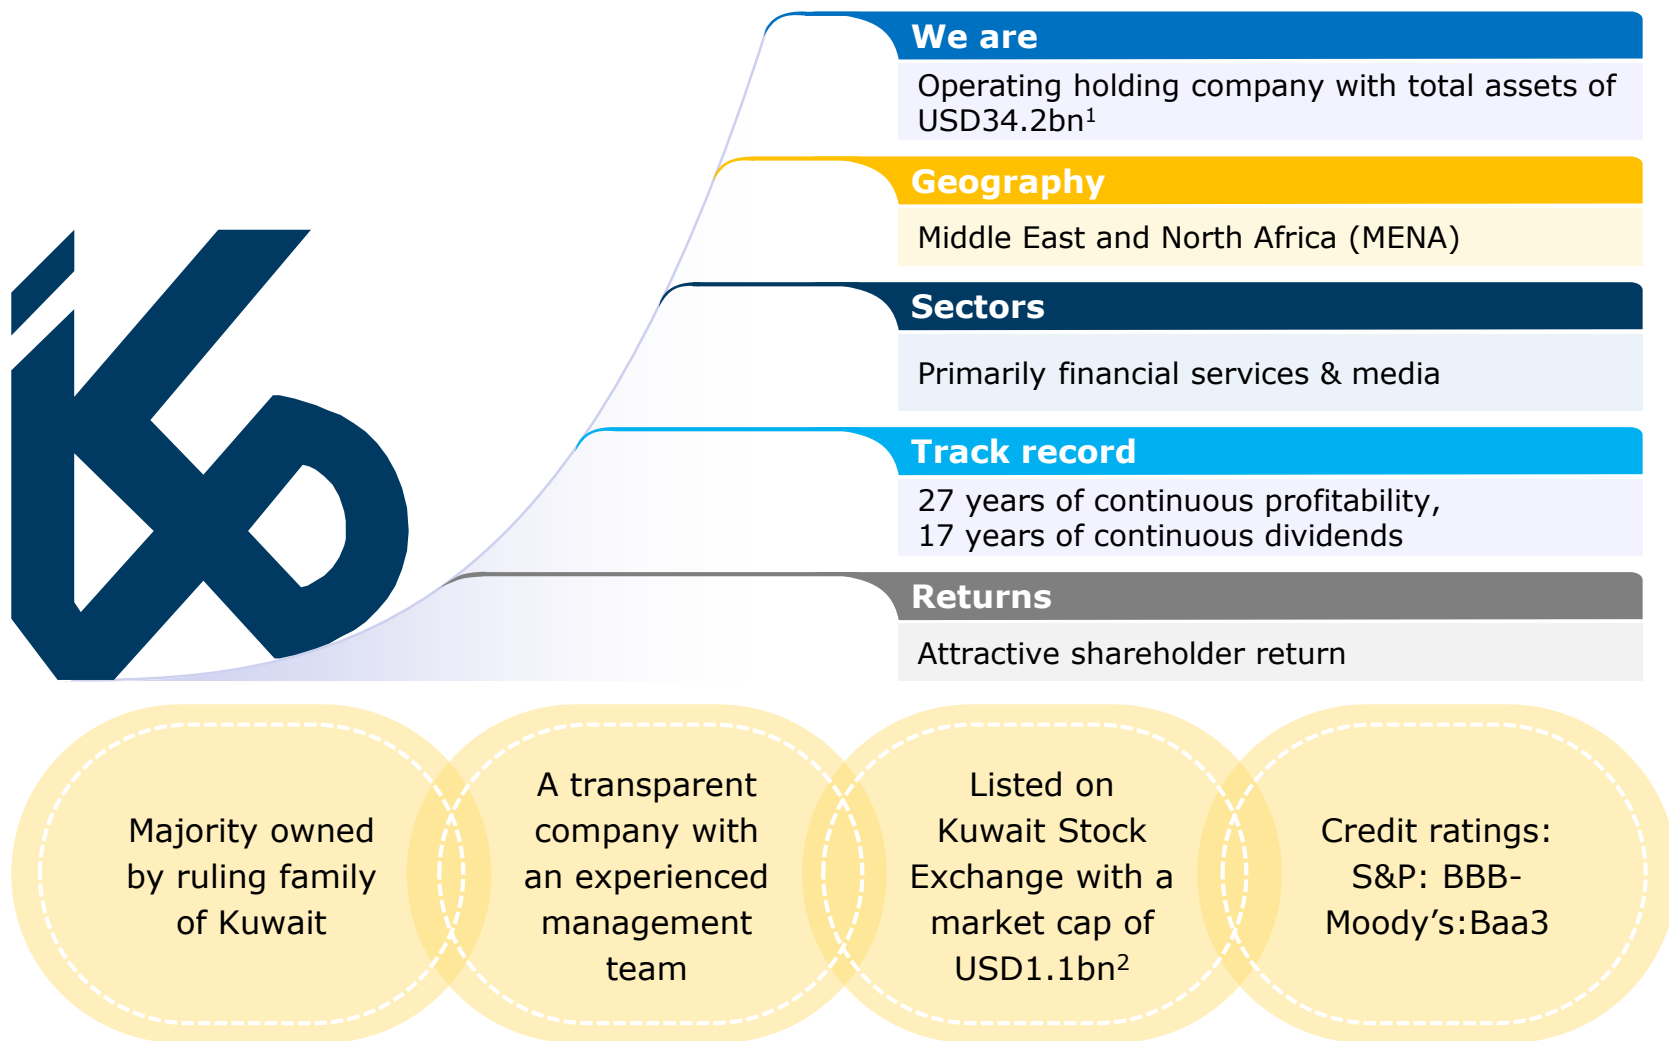 We are
Operating holding company with total assets of
USD34.2bn¹
Geography
Middle East and North Africa (MENA)
Sectors
Primarily financial services & media
Track record
27 years of continuous profitability,
17 years of continuous dividends
Returns
Attractive shareholder return
Majority owned
by ruling family
of Kuwait
A transparent
company with
an experienced
management
team
Listed on
Kuwait Stock
Exchange with a
market cap of
USD1.1bn²
Credit ratings:
S&P: BBB-
Moody’s:Baa3